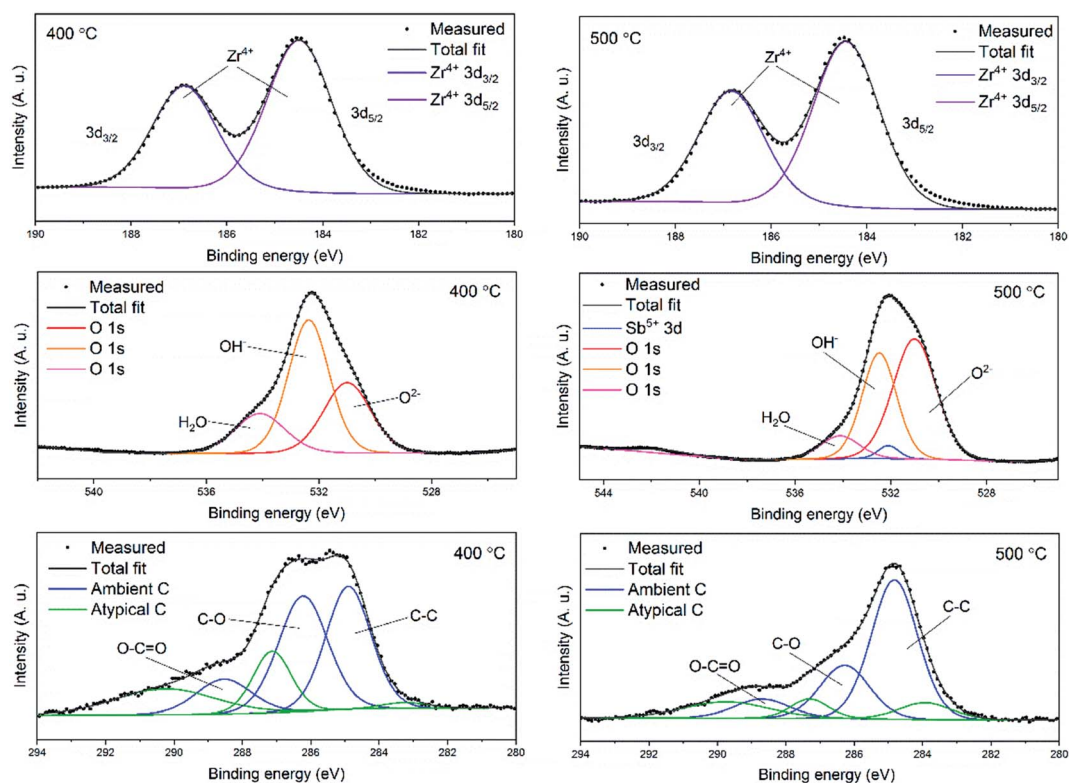 400 °C
Measured
Total fit
Zr⁴⁺ 3d₃/₂
Zr⁴⁺ 3d₅/₂
Zr⁴⁺
3d₃/₂
3d₅/₂
Intensity (A. u.)
190 188 186 184 182 180
Binding energy (eV)
500 °C
Measured
Total fit
Zr⁴⁺ 3d₃/₂
Zr⁴⁺ 3d₅/₂
Zr⁴⁺
3d₃/₂
3d₅/₂
Intensity (A. u.)
190 188 186 184 182 180
Binding energy (eV)
Measured
Total fit
O 1s
O 1s
O 1s
400 °C
OH⁻
O²⁻
H₂O
Intensity (A. u.)
540 537 534 531 528
Binding energy (eV)
Measured
Total fit
Sb⁵⁺ 3d
O 1s
O 1s
O 1s
500 °C
OH⁻
O²⁻
H₂O
Intensity (A. u.)
544 540 536 532 528
Binding energy (eV)
Measured
Total fit
Ambient C
Atypical C
400 °C
C-O
C-C
O-C=O
Intensity (A. u.)
294 292 290 288 286 284 282 280
Binding energy (eV)
Measured
Total fit
Ambient C
Atypical C
500 °C
C-C
C-O
O-C=O
Intensity (A. u.)
294 292 290 288 286 284 282 280
Binding energy (eV)